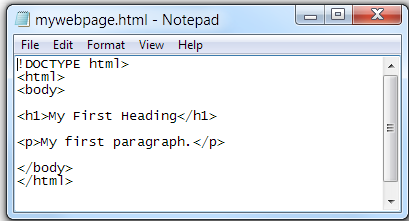 mywebpage.html - Notepad
File Edit Format View Help
!DOCTYPE html>
<html>
<body>
<h1>My First Heading</h1>
<p>My first paragraph.</p>
</body>
</html>